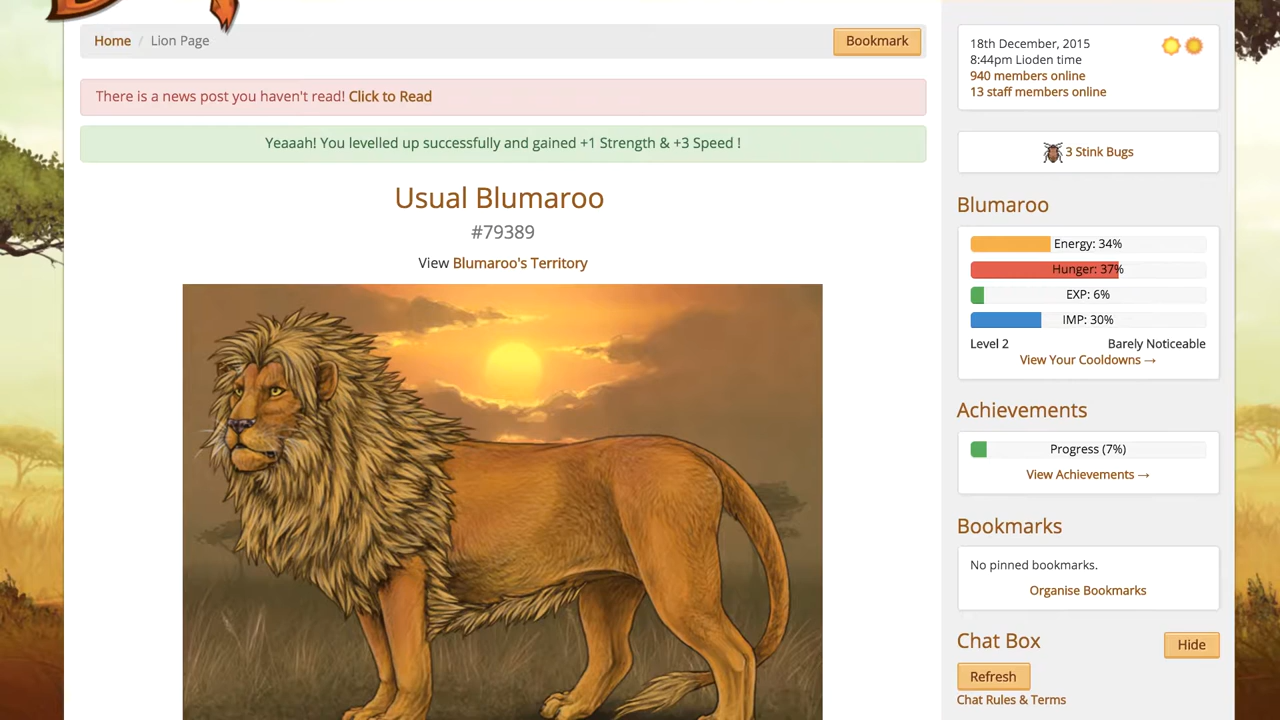 Home / Lion Page
Bookmark
There is a news post you haven't read! Click to Read
Yeaaah! You levelled up successfully and gained +1 Strength & +3 Speed !
Usual Blumaroo
#79389
View Blumaroo's Territory
18th December, 2015
8:44pm Lioden time
940 members online
13 staff members online
3 Stink Bugs
Blumaroo
Energy: 34%
Hunger: 37%
EXP: 6%
IMP: 30%
Level 2 Barely Noticeable
View Your Cooldowns →
Achievements
Progress (7%)
View Achievements →
Bookmarks
No pinned bookmarks.
Organise Bookmarks
Chat Box
Hide
Refresh
Chat Rules & Terms